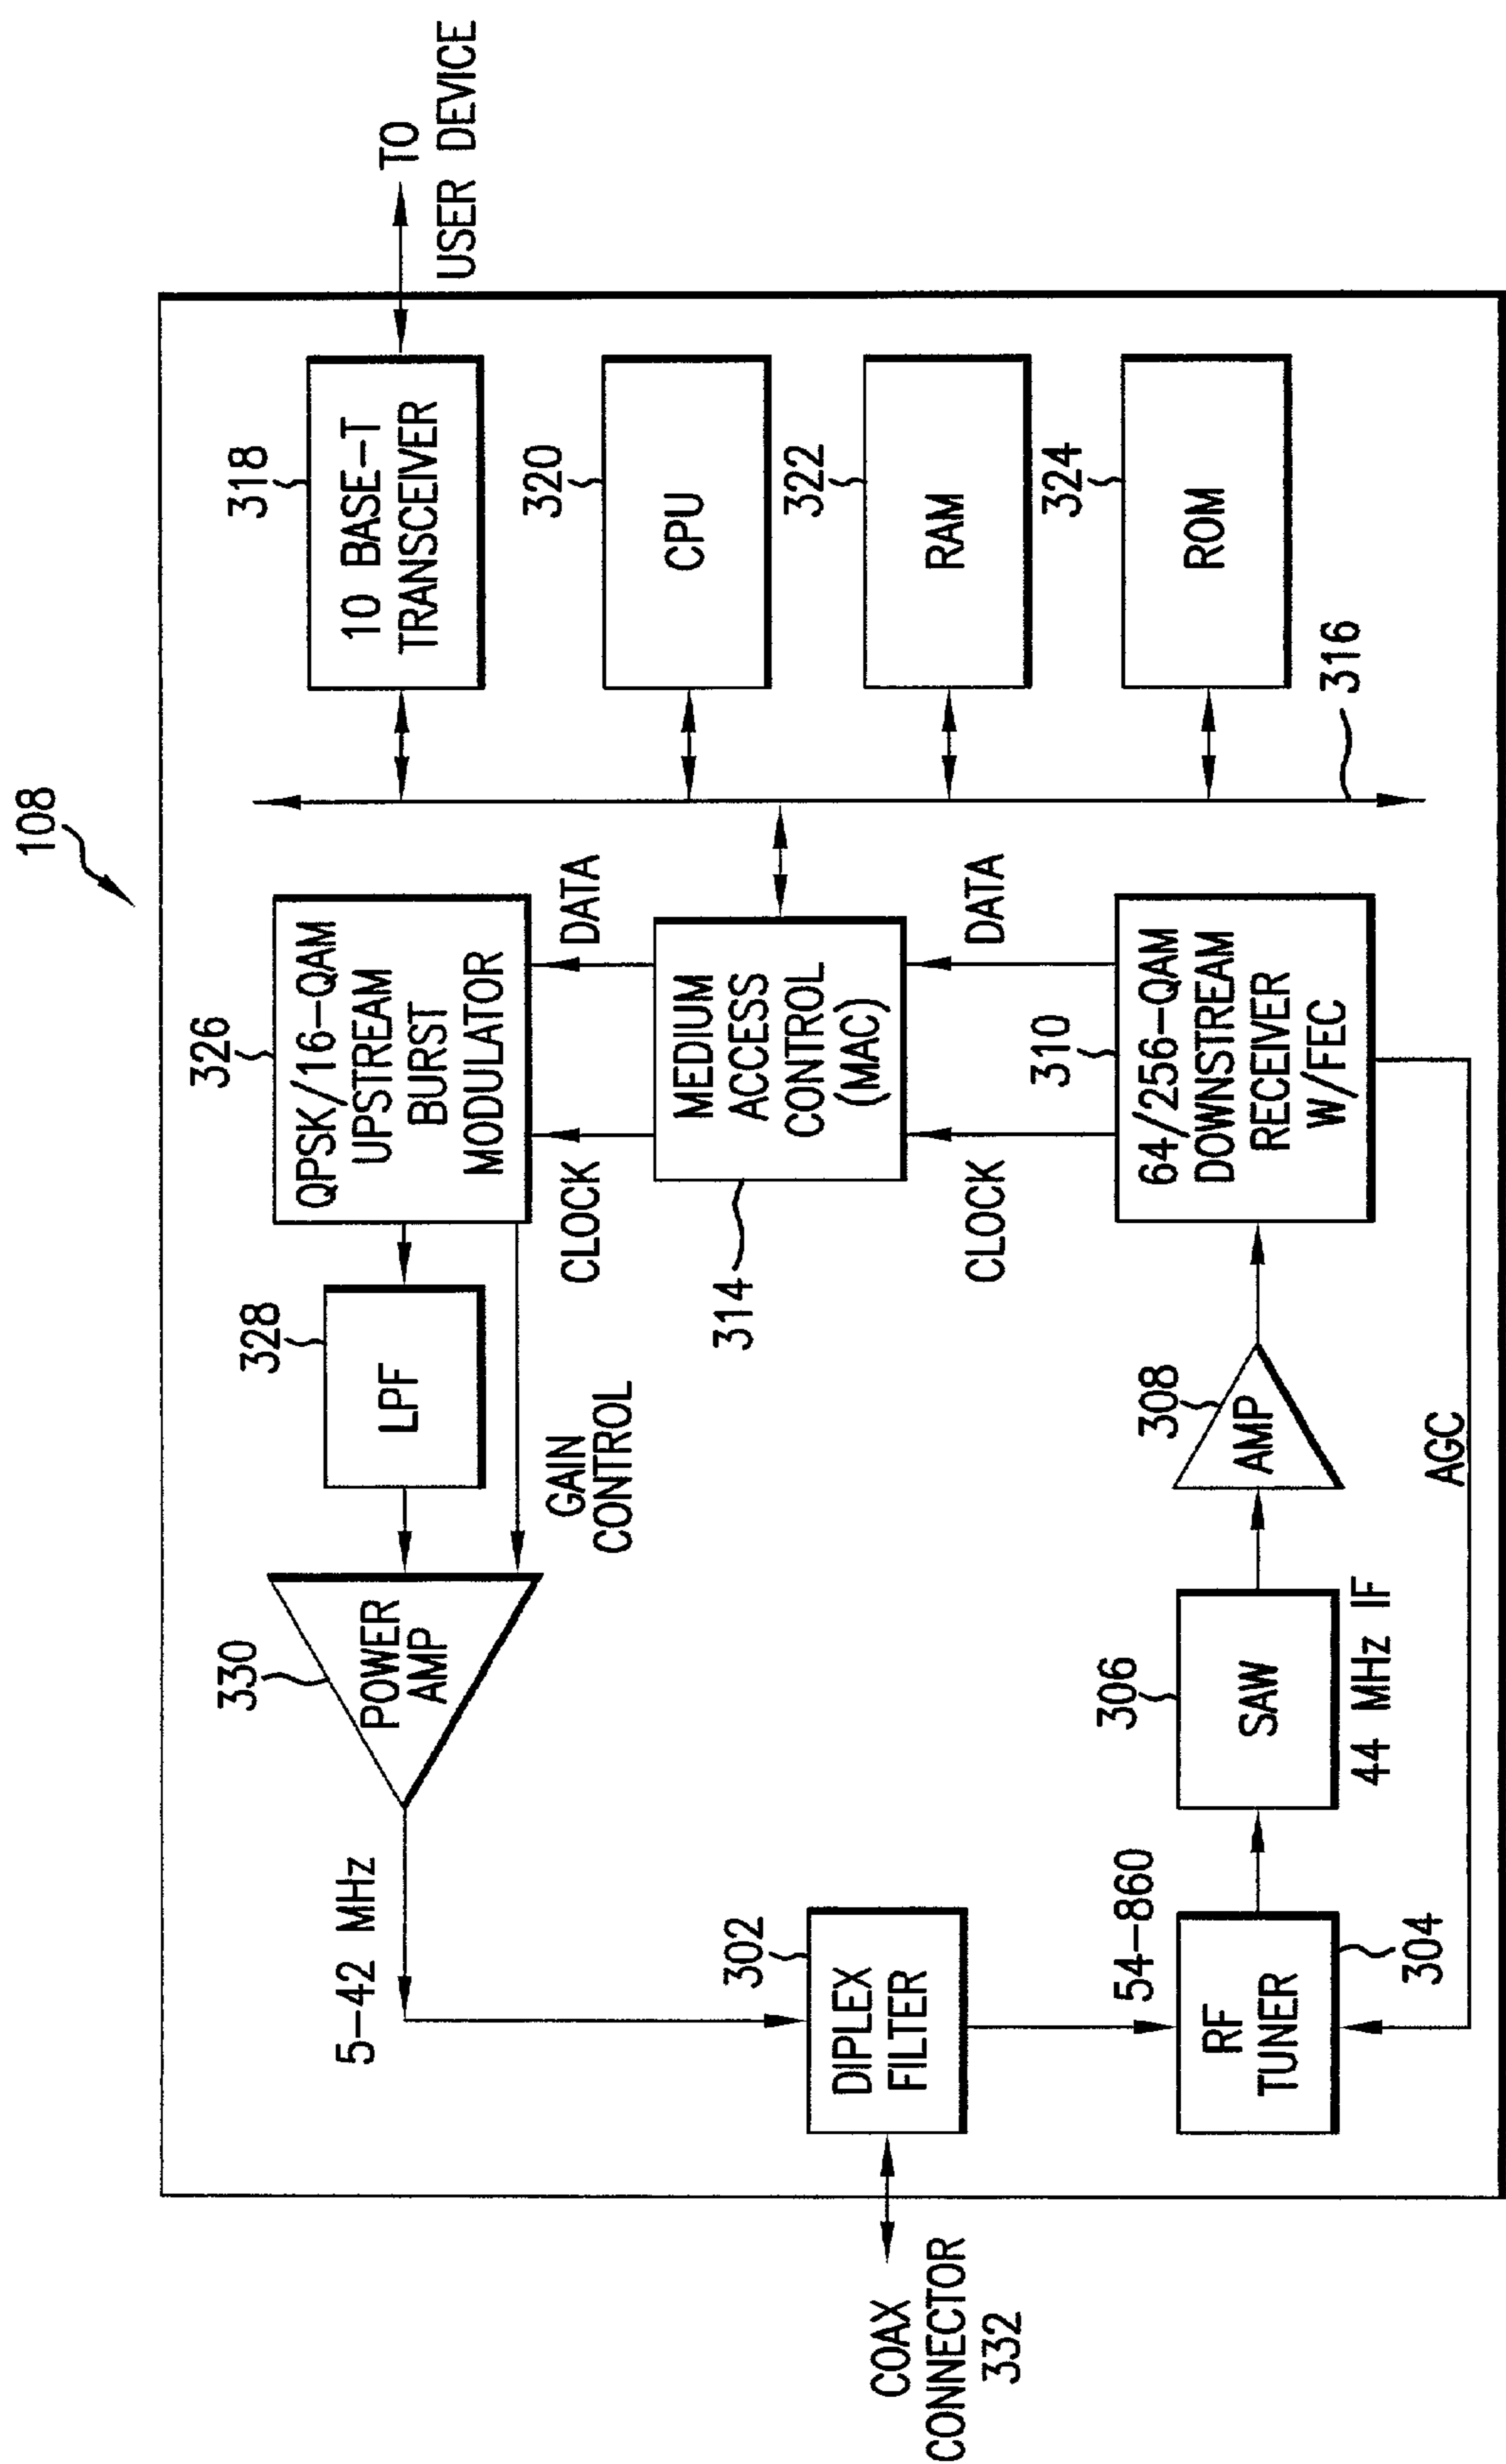 108
318
10 BASE-T
TRANSCEIVER
TO
USER DEVICE
320
CPU
322
RAM
324
ROM
316
326
QPSK/16-QAM
UPSTREAM
BURST
MODULATOR
DATA
CLOCK
MEDIUM
ACCESS
CONTROL
(MAC)
314
DATA
CLOCK
310
64/256-QAM
DOWNSTREAM
RECEIVER
W/FEC
328
LPF
GAIN
CONTROL
330
POWER
AMP
5-42 MHz
308
AMP
AGC
306
SAW
44 MHz IF
302
DIPLEX
FILTER
54-860
RF
TUNER
304
COAX
CONNECTOR
332